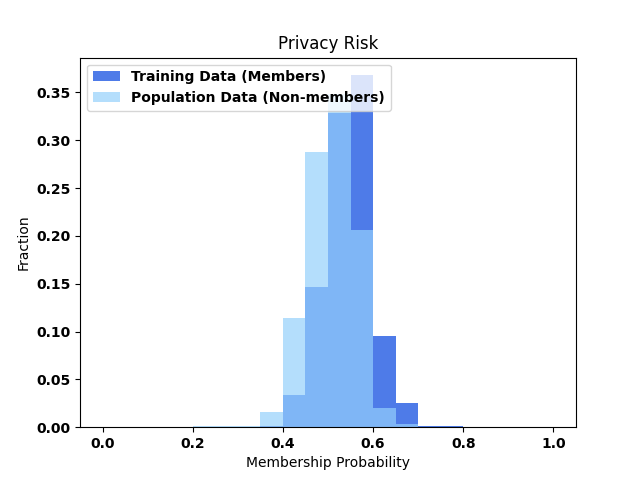 Privacy Risk
Training Data (Members)
Population Data (Non-members)
0.35
0.30
0.25
0.20
0.15
0.10
0.05
0.00
Fraction
0.0 0.2 0.4 0.6 0.8 1.0
Membership Probability